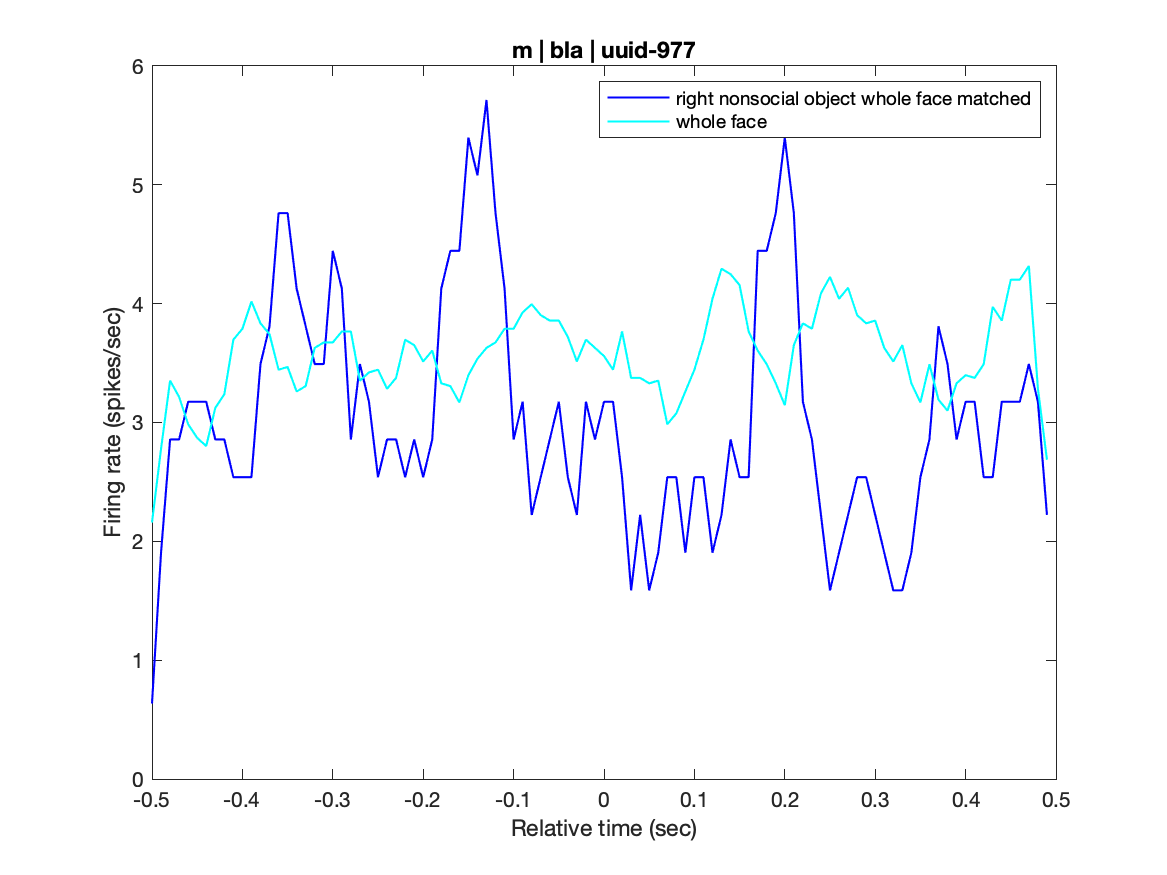 m | bla | uuid-977
right nonsocial object whole face matched
whole face
Firing rate (spikes/sec)
6
5
4
3
2
1
0
-0.5 -0.4 -0.3 -0.2 -0.1 0 0.1 0.2 0.3 0.4 0.5
Relative time (sec)